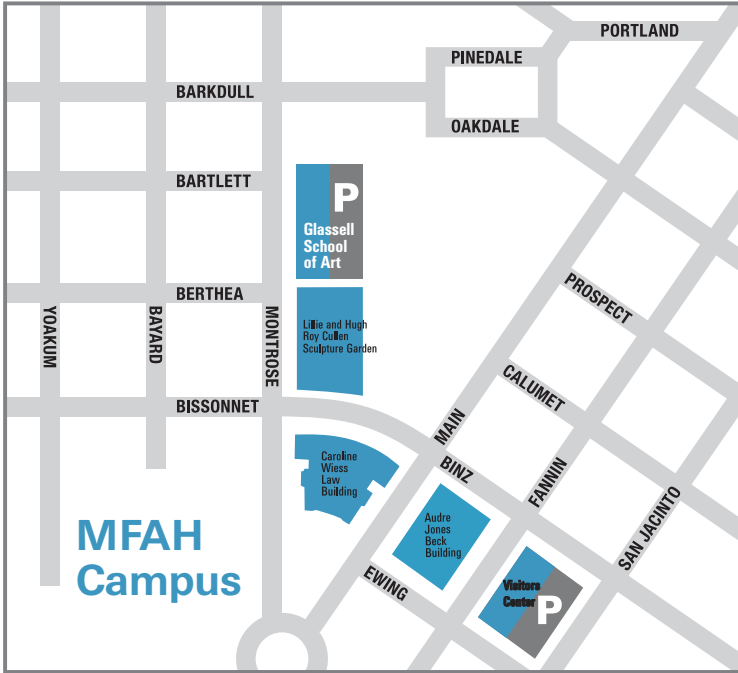 PORTLAND
PINEDALE
BARKDULL
OAKDALE
BARTLETT
P
Glassell
School
of Art
BERTHEA
PROSPECT
YOAKUM
BAYARD
MONTROSE
Lillie and Hugh
Roy Cullen
Sculpture Garden
CALUMET
BISSONNET
MAIN
BINZ
FANNIN
SAN JACINTO
Caroline
Wiess
Law
Building
Audre
Jones
Beck
Building
MFAH
Campus
EWING
Visitors
Center
P